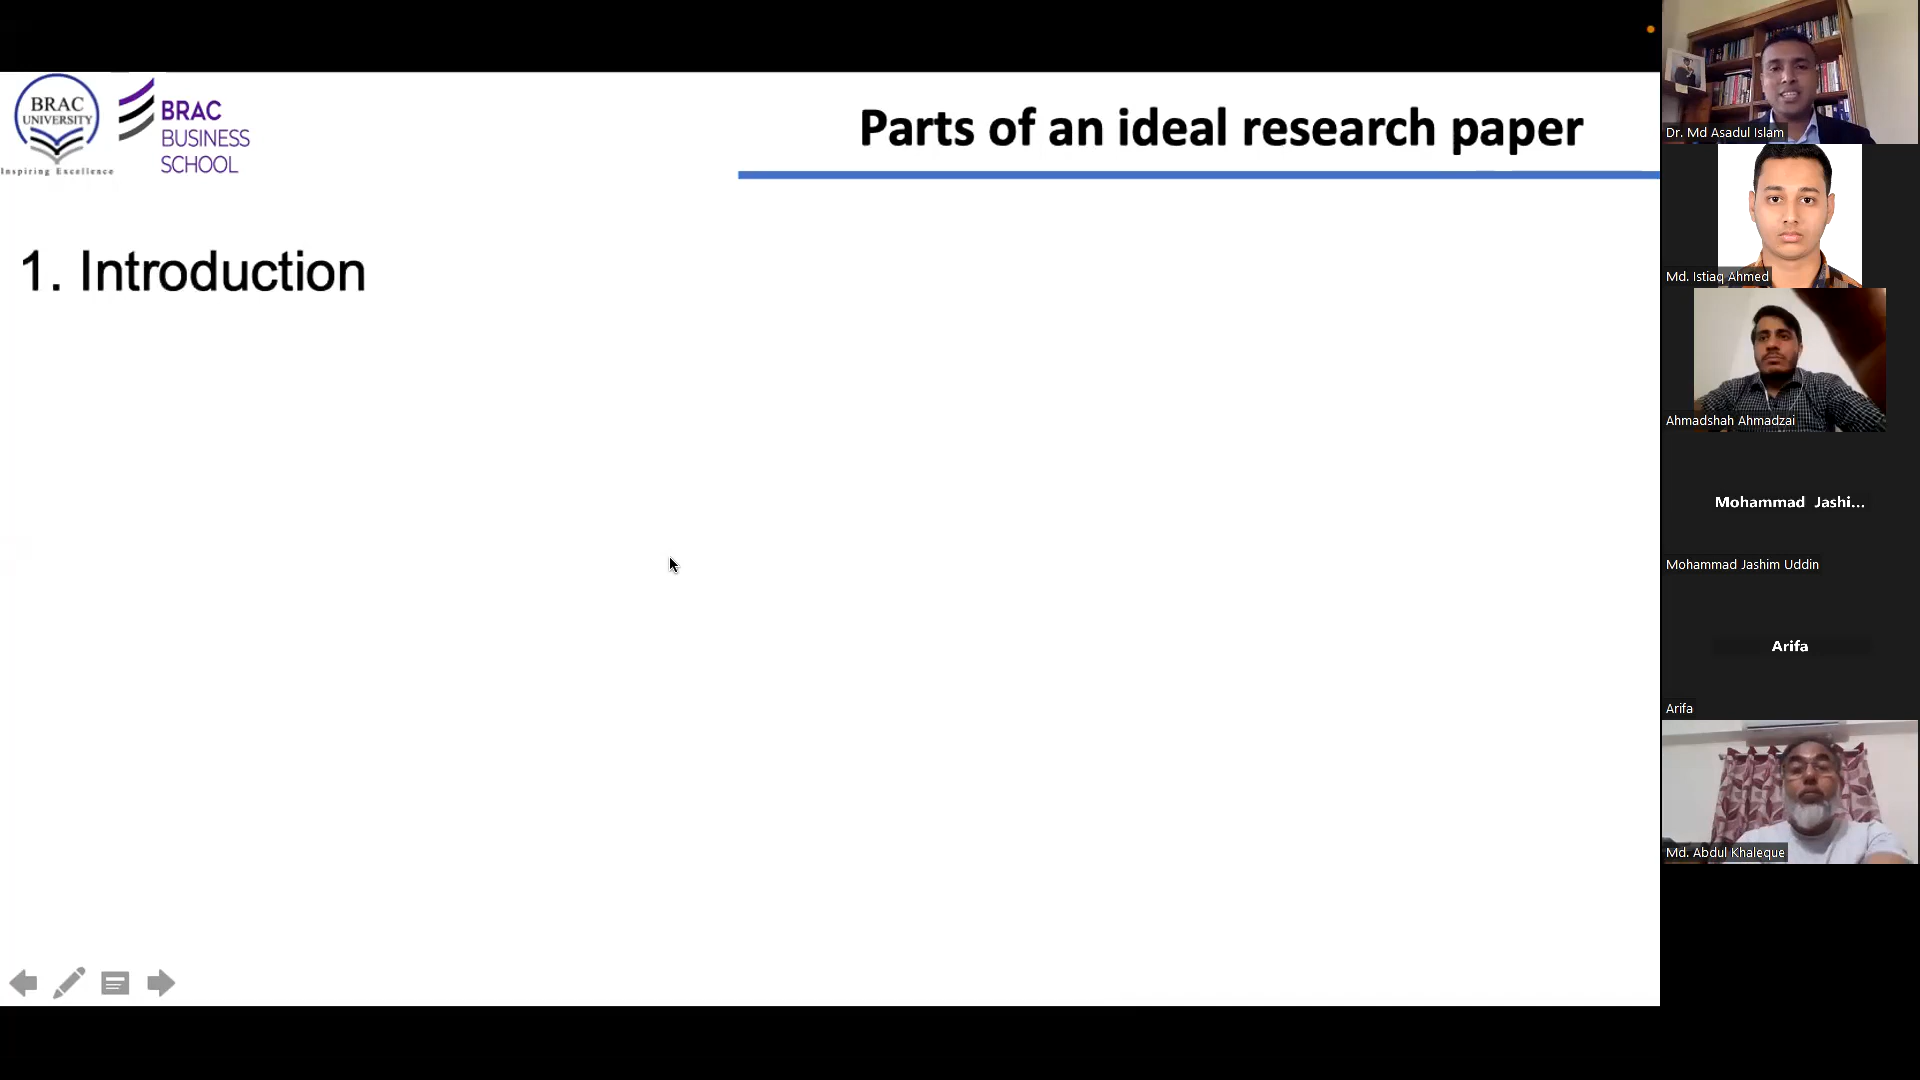 BRAC
UNIVERSITY
Inspiring Excellence
BRAC
BUSINESS
SCHOOL
Parts of an ideal research paper
1. Introduction
Dr. Md Asadul Islam
Md. Istiaq Ahmed
Ahmadshah Ahmadzai
Mohammad Jashi...
Mohammad Jashim Uddin
Arifa
Arifa
Md. Abdul Khaleque